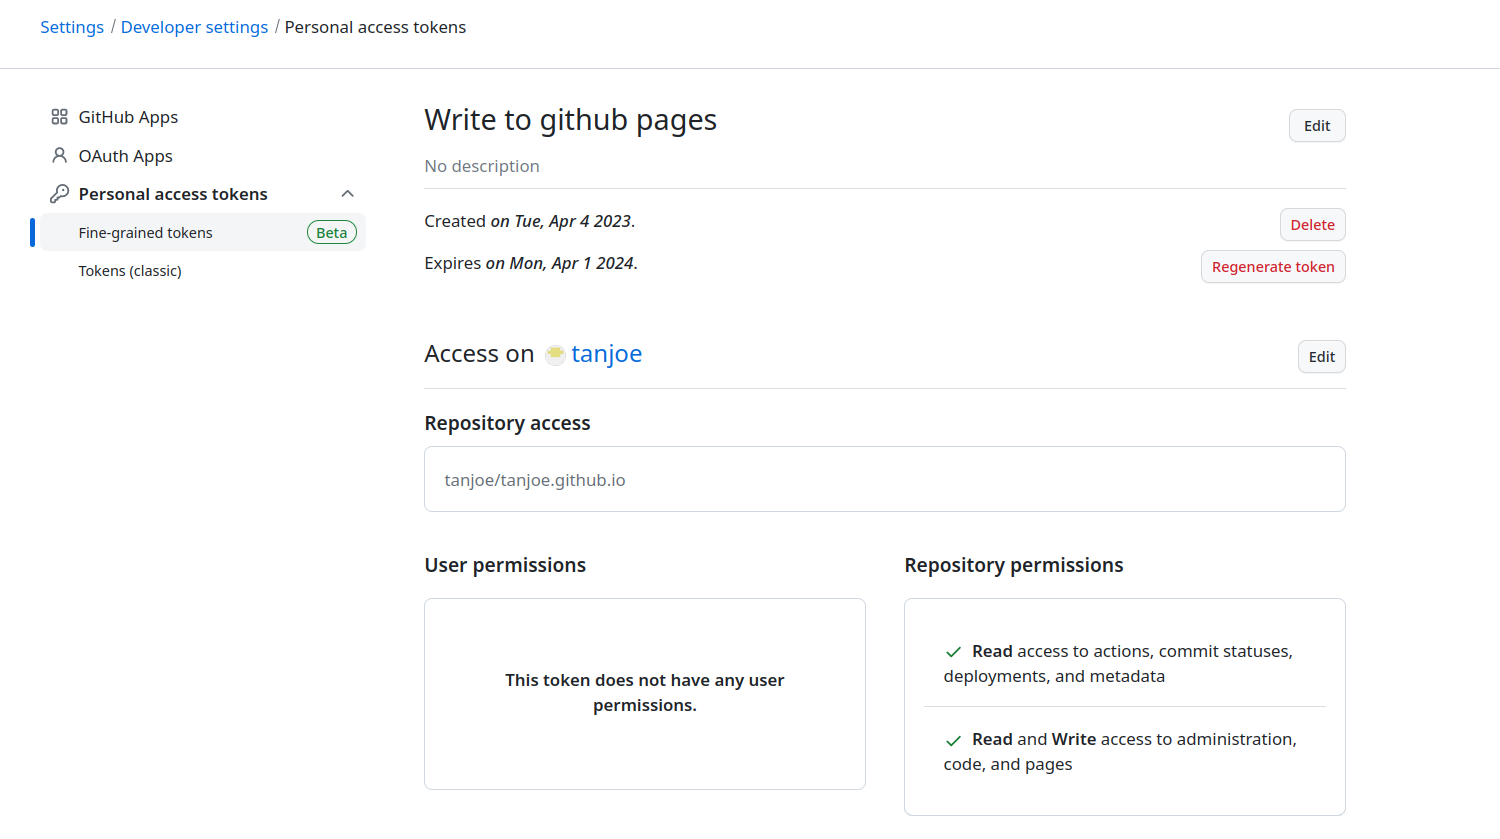 Settings / Developer settings / Personal access tokens
GitHub Apps
OAuth Apps
Personal access tokens
Fine-grained tokens Beta
Tokens (classic)
Write to github pages
Edit
No description
Created on Tue, Apr 4 2023.
Delete
Expires on Mon, Apr 1 2024.
Regenerate token
Access on tanjoe
Edit
Repository access
tanjoe/tanjoe.github.io
User permissions
This token does not have any user
permissions.
Repository permissions
Read access to actions, commit statuses,
deployments, and metadata
Read and Write access to administration,
code, and pages